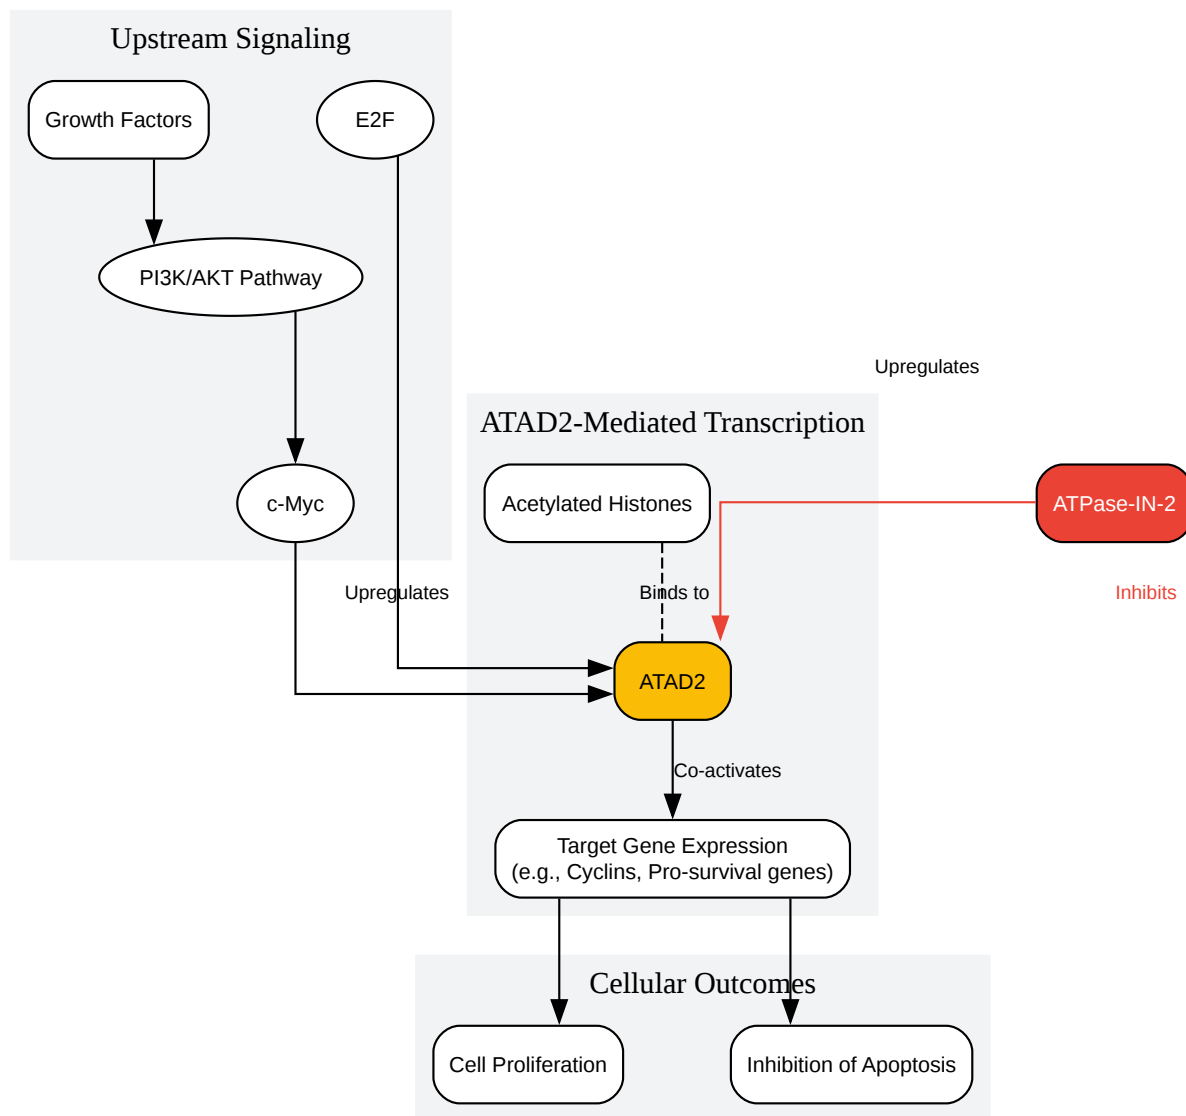 Upstream Signaling
Growth Factors
E2F
PI3K/AKT Pathway
Upregulates
ATAD2-Mediated Transcription
c-Myc
Acetylated Histones
ATPase-IN-2
Upregulates
Binds to
Inhibits
ATAD2
Co-activates
Target Gene Expression
(e.g., Cyclins, Pro-survival genes)
Cellular Outcomes
Cell Proliferation
Inhibition of Apoptosis